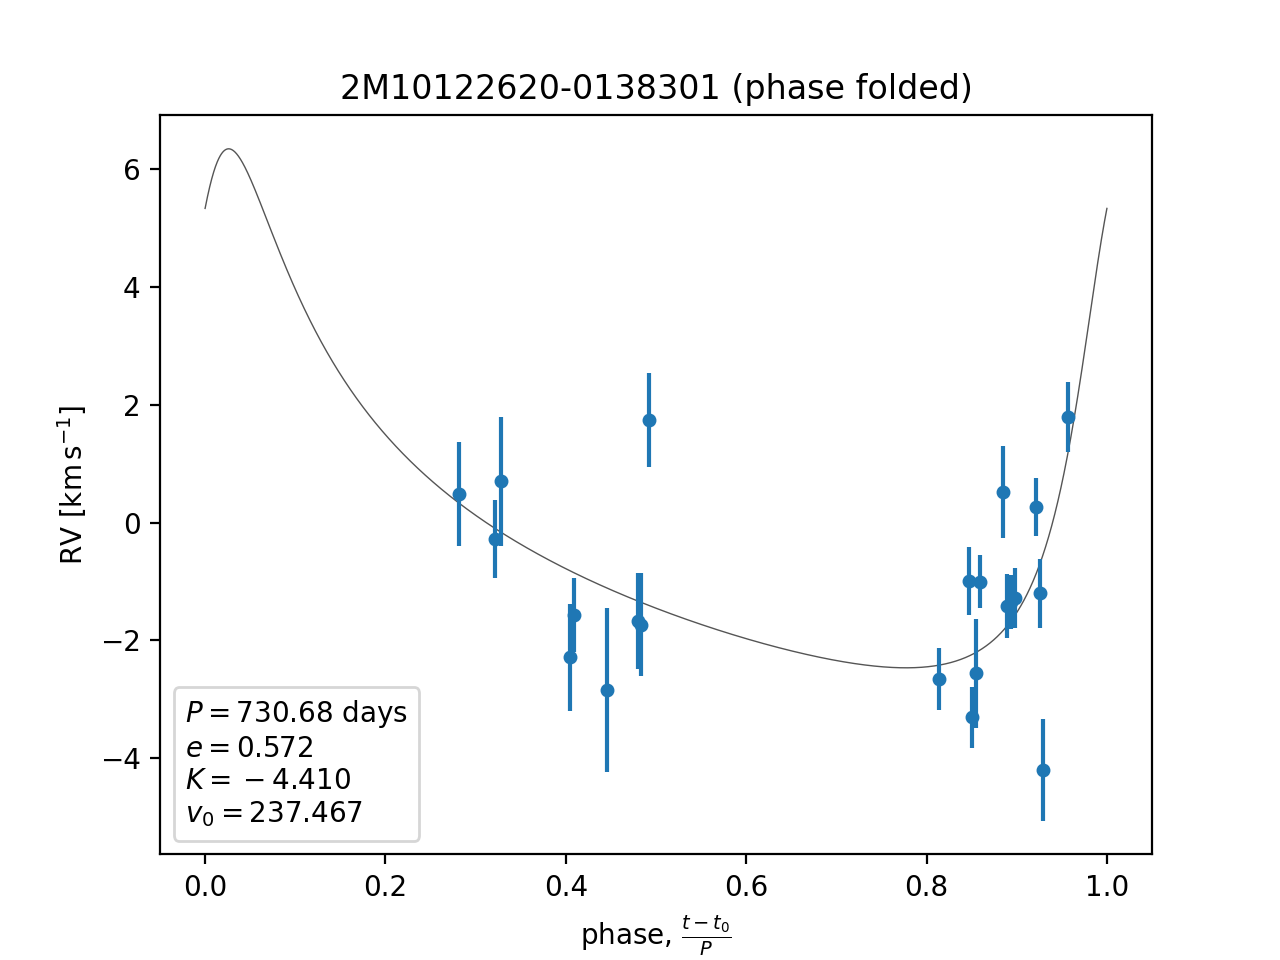 2M10122620-0138301 (phase folded)
RV [km s⁻¹]
6
4
2
0
−2
−4
P = 730.68 days
e = 0.572
K = −4.410
v₀ = 237.467
0.0 0.2 0.4 0.6 0.8 1.0
phase, (t − t₀)/P